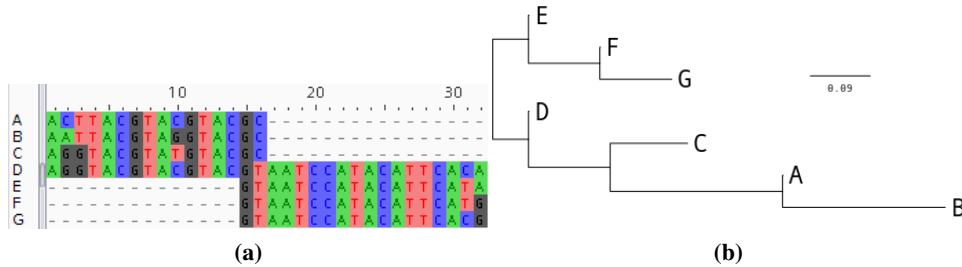 10 20 30
A ACTTACGTACGTACGC----------------
B AATTACGTAGGTACGC----------------
C AGGTACGTATGTACGC----------------
D AGGTACGTACGTACGTAATCCATACATTCACA
E --------------GTAATCCATACATTCATA
F --------------GTAATCCATACATTCATG
G --------------GTAATCCATACATTCACG
(a)
E
F
G
0.09
D
C
A
B
(b)